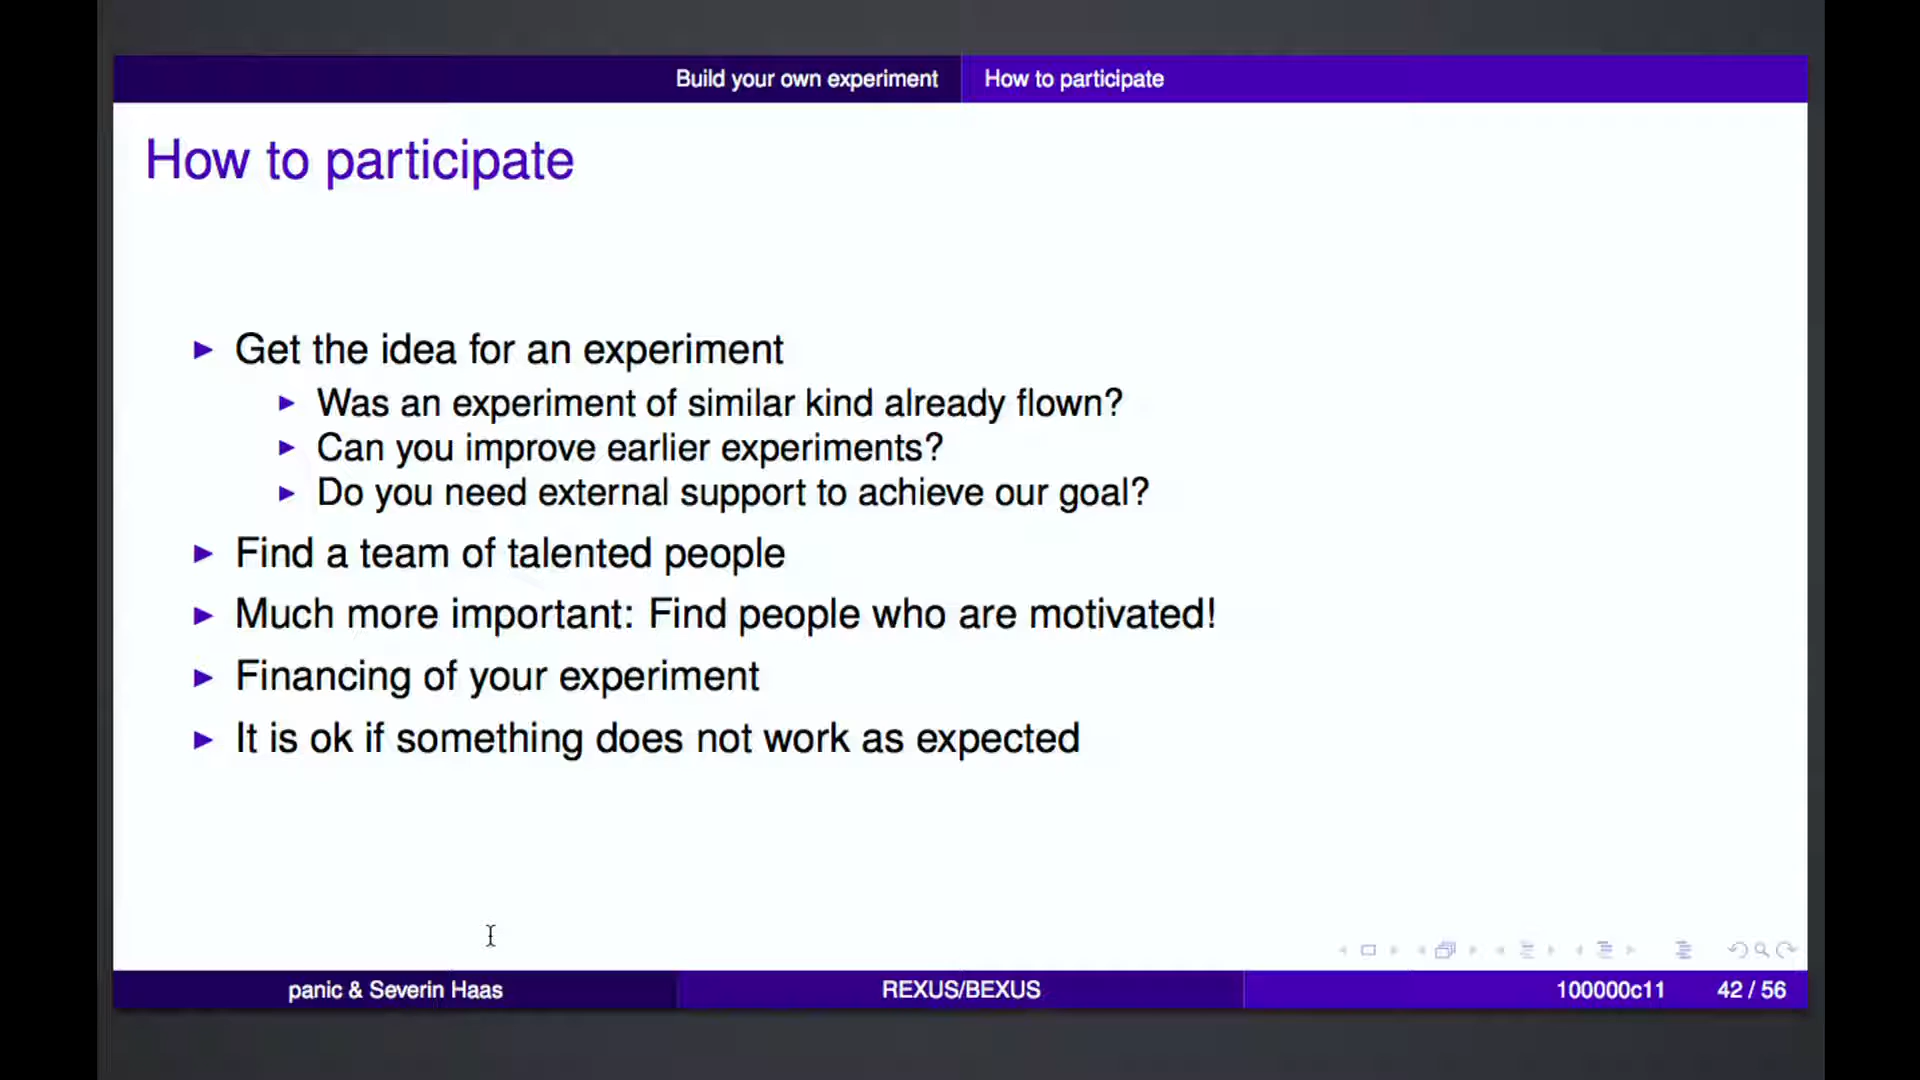 Build your own experiment How to participate
How to participate
Get the idea for an experiment
Was an experiment of similar kind already flown?
Can you improve earlier experiments?
Do you need external support to achieve our goal?
Find a team of talented people
Much more important: Find people who are motivated!
Financing of your experiment
It is ok if something does not work as expected
panic & Severin Haas REXUS/BEXUS 100000c11 42 / 56